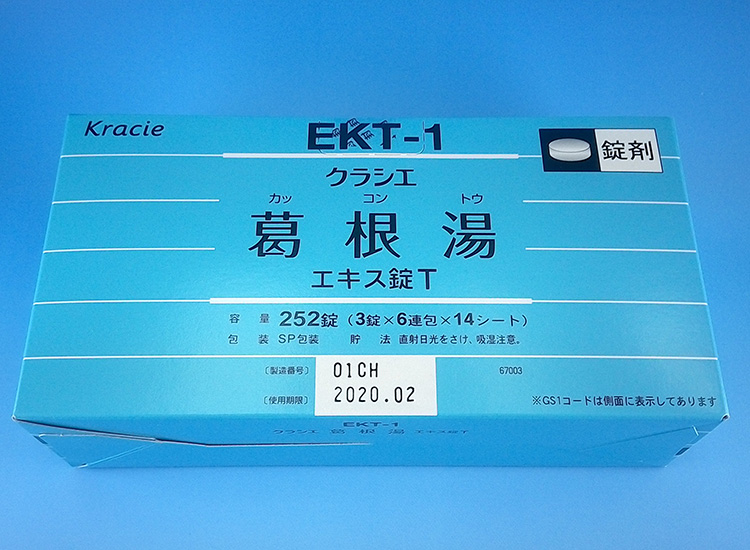 Kracie
EKT-1
錠剤
クラシエ
カッ コン トウ
葛根湯
エキス錠T
容量 252錠 (3錠×6連包×14シート)
包装 SP包装 貯法 直射日光をさけ、吸湿注意。
〔製造番号〕 01CH 67003
〔使用期限〕 2020.02
※GS1コードは側面に表示してあります
EKT-1
クラシエ 葛根湯 エキス錠T